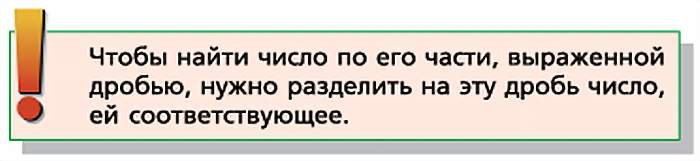 Чтобы найти число по его части, выраженной
дробью, нужно разделить на эту дробь число,
ей соответствующее.